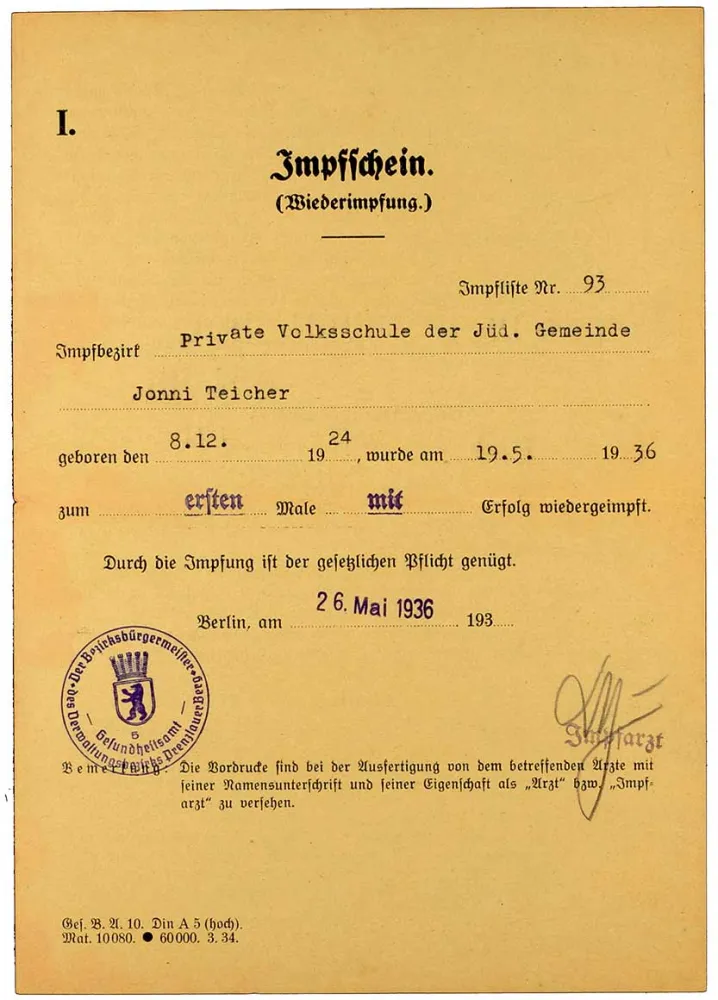 I.
Impfschein.
(Wiederimpfung.)
Impfliste Nr. 93
Impfbezirk Private Volksschule der Jüd. Gemeinde
Jonni Teicher
geboren den 8.12. 1924, wurde am 19.5. 1936
zum ersten Male mit Erfolg wiedergeimpft.
Durch die Impfung ist der gesetzlichen Pflicht genügt.
Berlin, am 26. Mai 1936 193
Der Bezirksbürgermeister
des Verwaltungsbezirks Prenzlauer Berg
5
Gesundheitsamt
Impfarzt
Bemerkung: Die Vordrucke sind bei der Ausfertigung von dem betreffenden Arzte mit
seiner Namensunterschrift und seiner Eigenschaft als „Arzt“ bzw. „Impf-
arzt“ zu versehen.
Ges. B. A. 10. Din A 5 (hoch).
Mat. 10080. ● 60000. 3. 34.